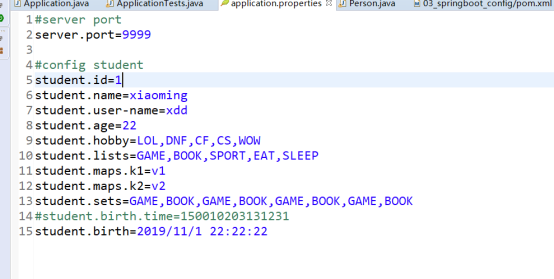 Application.java
ApplicationTests.java
application.properties
Person.java
03_springboot_config/pom.xml
1 #server port
2 server.port=9999
3
4 #config student
5 student.id=1
6 student.name=xiaoming
7 student.user-name=xdd
8 student.age=22
9 student.hobby=LOL,DNF,CF,CS,WOW
10 student.lists=GAME,BOOK,SPORT,EAT,SLEEP
11 student.maps.k1=v1
12 student.maps.k2=v2
13 student.sets=GAME,BOOK,GAME,BOOK,GAME,BOOK,GAME,BOOK
14 #student.birth.time=150010203131231
15 student.birth=2019/11/1 22:22:22